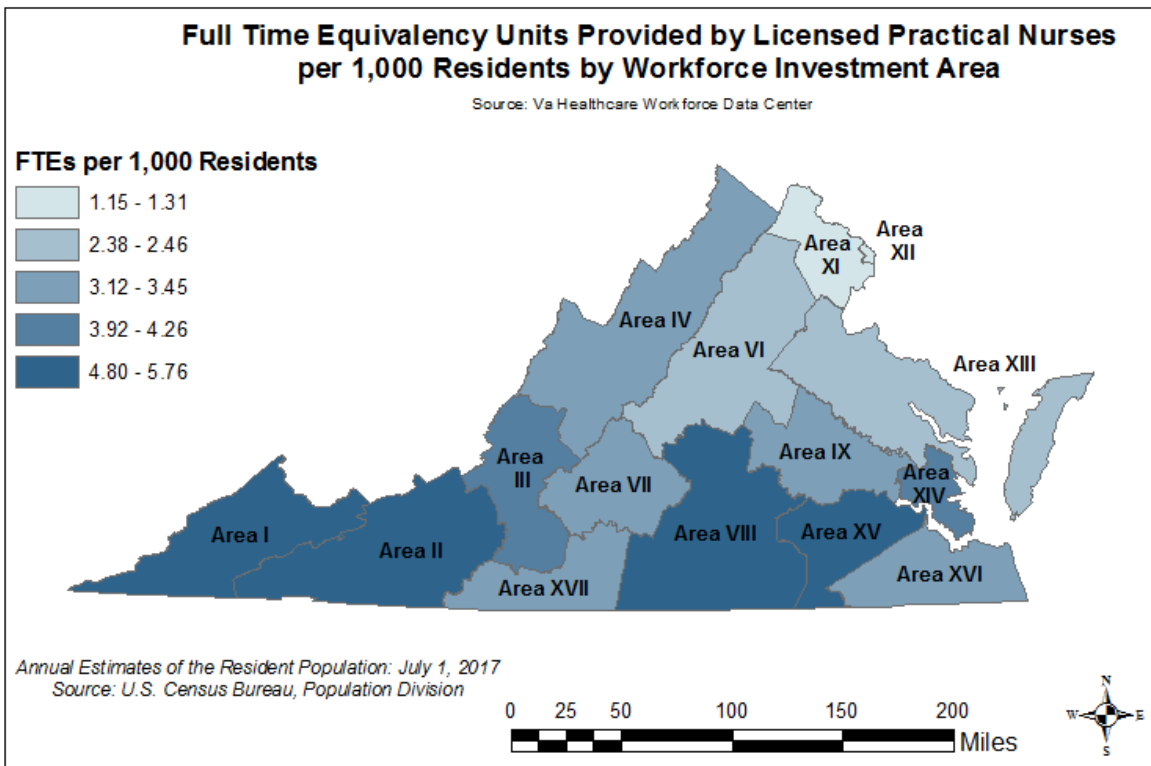 Full Time Equivalency Units Provided by Licensed Practical Nurses
per 1,000 Residents by Workforce Investment Area
Source: Va Healthcare Workforce Data Center
FTEs per 1,000 Residents
1.15 - 1.31
2.38 - 2.46
3.12 - 3.45
3.92 - 4.26
4.80 - 5.76
Area
XII
Area
XI
Area IV
Area VI
Area XIII
Area
III
Area IX
Area VII
Area
XIV
Area I
Area II
Area VIII
Area XV
Area XVII
Area XVI
Annual Estimates of the Resident Population: July 1, 2017
Source: U.S. Census Bureau, Population Division
0 25 50 100 150 200
Miles
N
W E
S